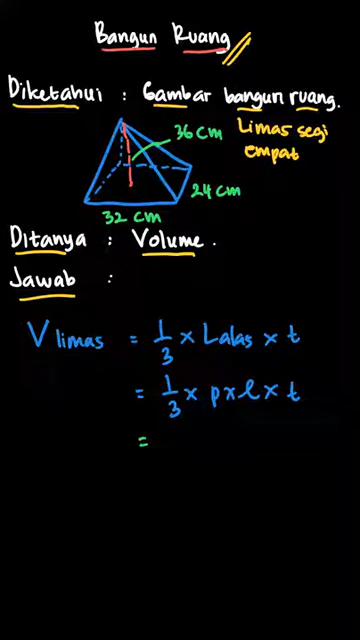 Bangun Ruang
Diketahui : Gambar bangun ruang.
Limas segi
empat
36 cm
24 cm
32 cm
Ditanya : Volume.
Jawab :
V limas = 1/3 x Lalas x t
= 1/3 x p x l x t
=